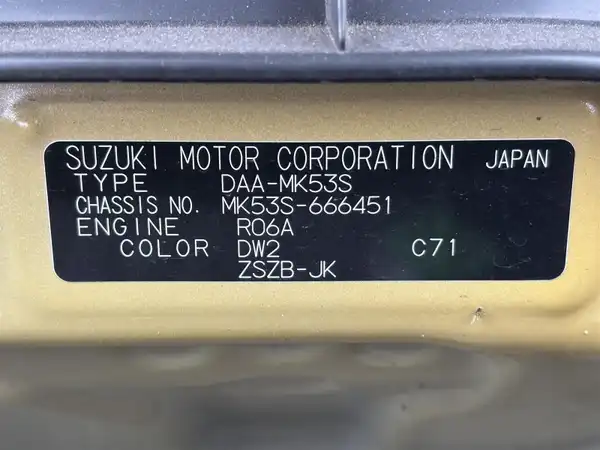 SUZUKI MOTOR CORPORATION JAPAN
TYPE DAA-MK53S
CHASSIS NO. MK53S-666451
ENGINE R06A
COLOR DW2 C71
ZSZB-JK